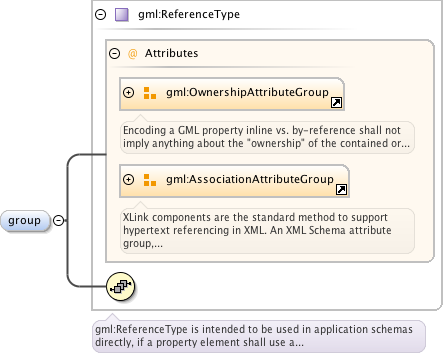 gml:ReferenceType
@ Attributes
gml:OwnershipAttributeGroup
Encoding a GML property inline vs. by-reference shall not
imply anything about the "ownership" of the contained or...
gml:AssociationAttributeGroup
XLink components are the standard method to support
hypertext referencing in XML. An XML Schema attribute
group,...
group
gml:ReferenceType is intended to be used in application schemas
directly, if a property element shall use a...